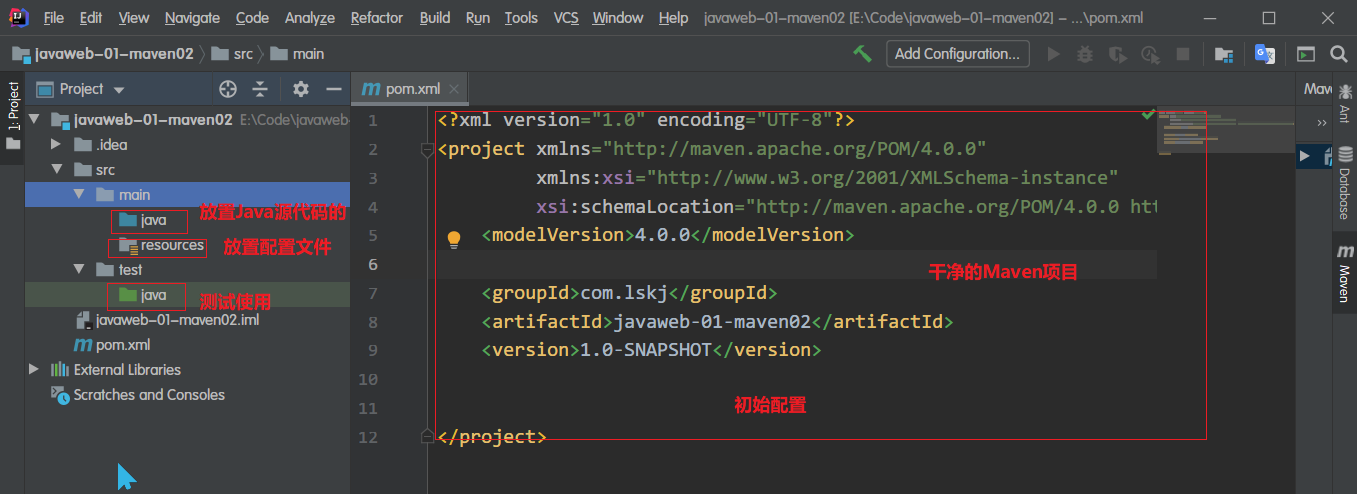 File Edit View Navigate Code Analyze Refactor Build Run Tools VCS Window Help javaweb-01-maven02 [E:\Code\javaweb-01-maven02] – ...\pom.xml
javaweb-01-maven02 src main Add Configuration...
1: Project
Project
pom.xml
Maven
Ant
Database
Maven
javaweb-01-maven02 E:\Code\javaweb-
.idea
src
main
java 放置Java源代码的
resources 放置配置文件
test
java 测试使用
javaweb-01-maven02.iml
pom.xml
External Libraries
Scratches and Consoles
1 <?xml version="1.0" encoding="UTF-8"?>
2 <project xmlns="http://maven.apache.org/POM/4.0.0"
3 xmlns:xsi="http://www.w3.org/2001/XMLSchema-instance"
4 xsi:schemaLocation="http://maven.apache.org/POM/4.0.0 htt
5 <modelVersion>4.0.0</modelVersion>
6 干净的Maven项目
7 <groupId>com.lskj</groupId>
8 <artifactId>javaweb-01-maven02</artifactId>
9 <version>1.0-SNAPSHOT</version>
10
11 初始配置
12 </project>